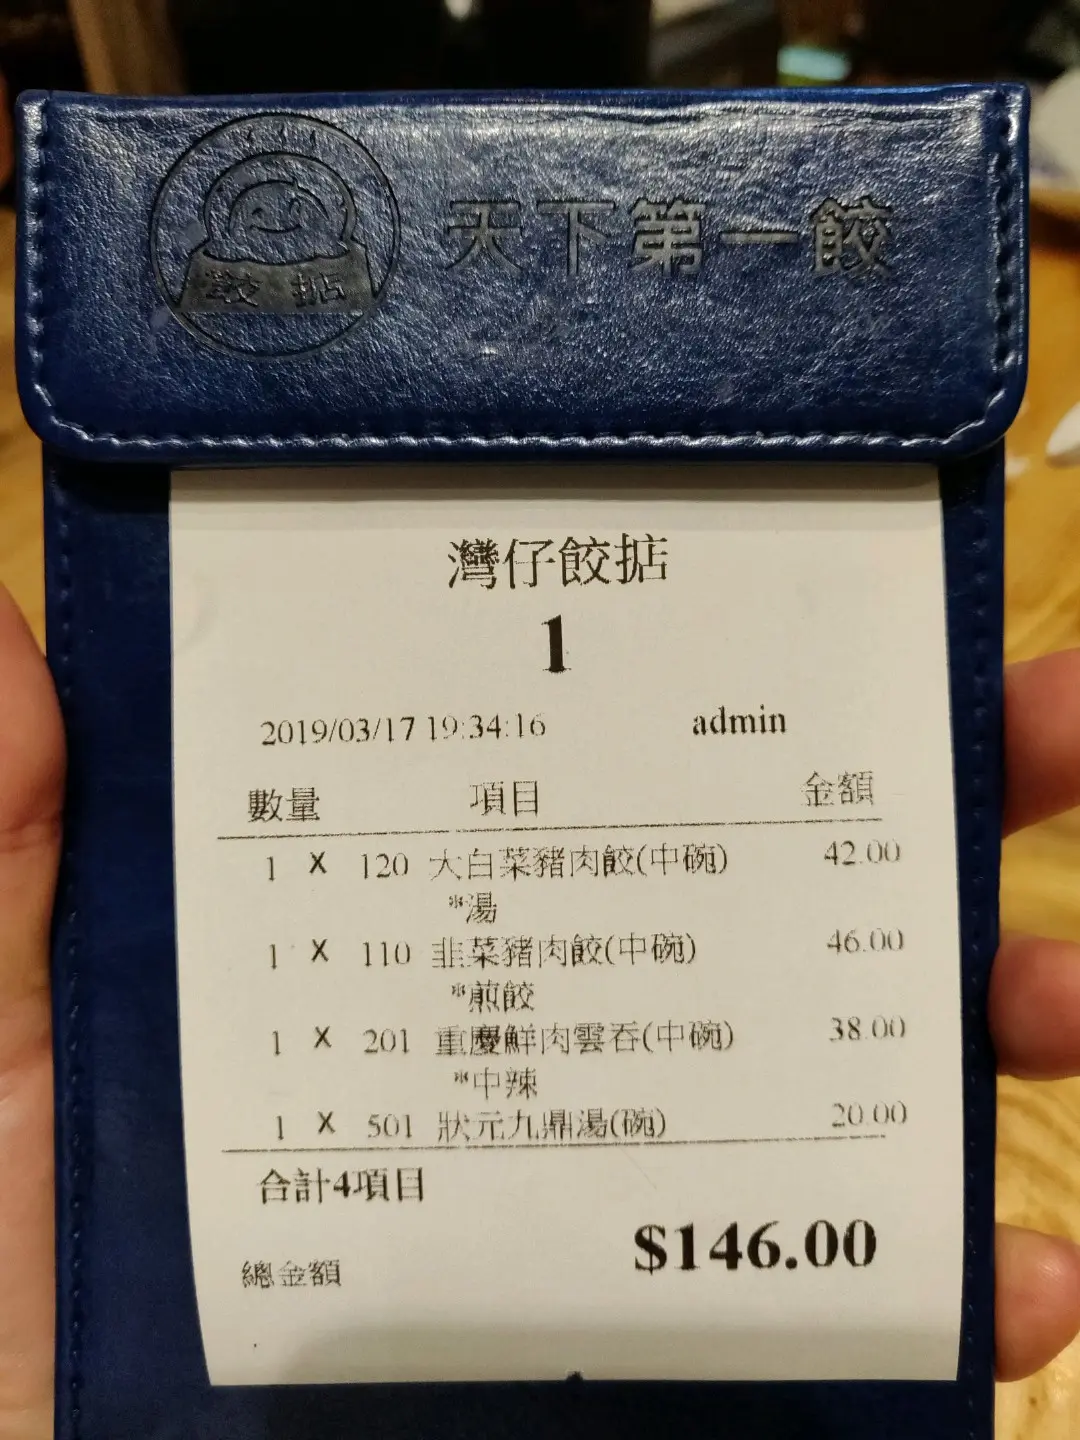 天下第一餃
餃掂
灣仔餃掂
1
2019/03/17 19:34:16 admin
數量 項目 金額
1 X 120 大白菜豬肉餃(中碗) 42.00
*湯
1 X 110 韭菜豬肉餃(中碗) 46.00
*煎餃
1 X 201 重慶鮮肉雲吞(中碗) 38.00
*中辣
1 X 501 狀元九鼎湯(碗) 20.00
合計4項目
$146.00
總金額